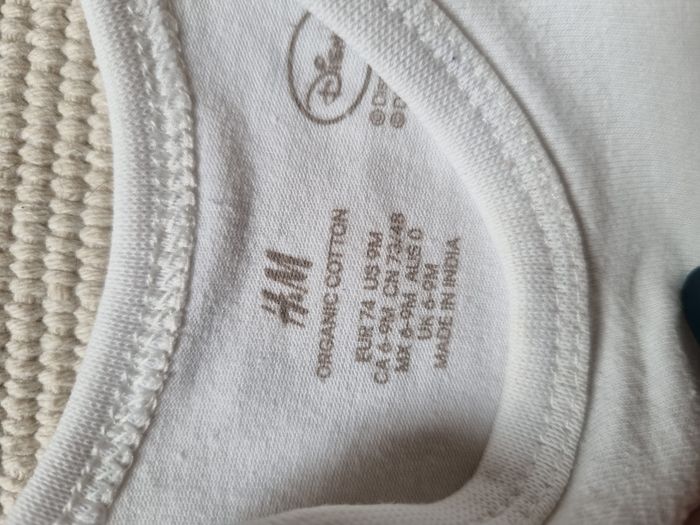 H&M
ORGANIC COTTON
EUR 74 US 9M
CA 6-9M CN 73/48
MX 6-9M AUS 0
UK 6-9M
MADE IN INDIA
Disney
©
©